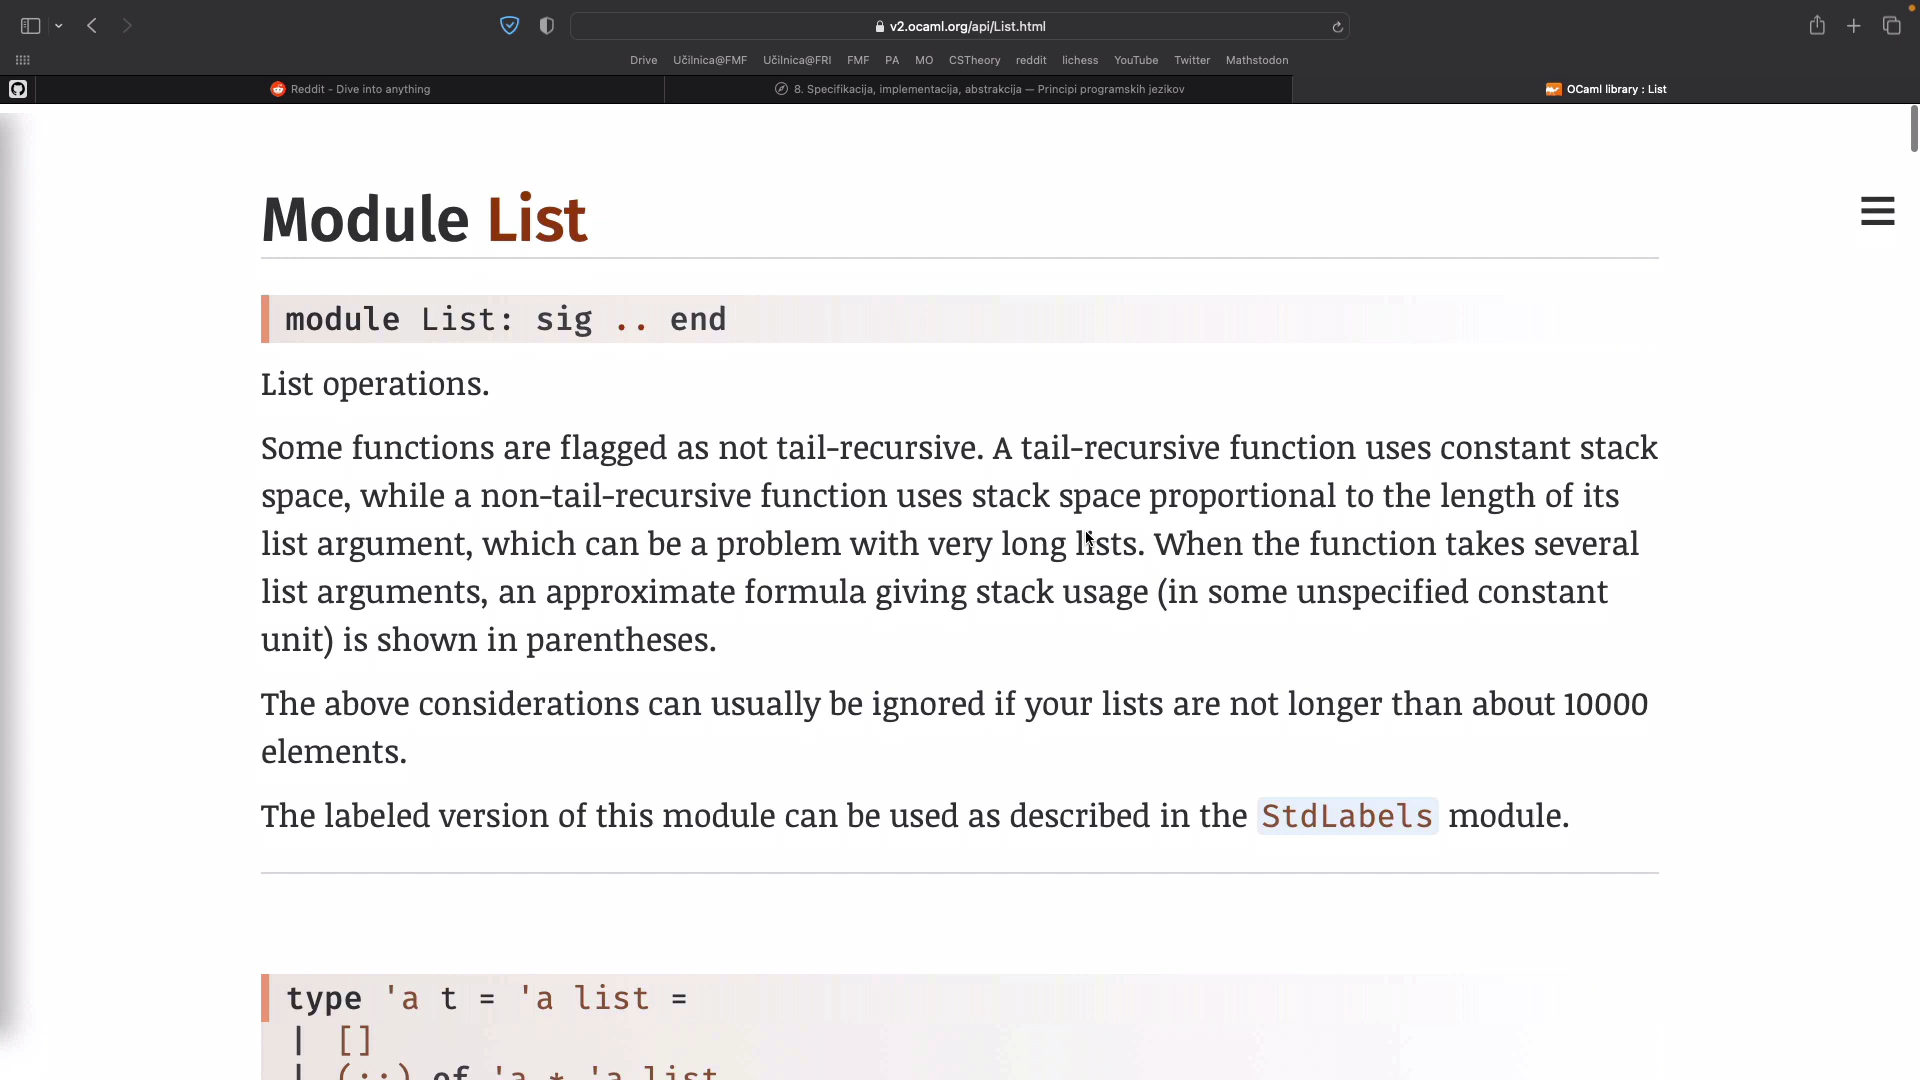 v2.ocaml.org/api/List.html
Drive Učilnica@FMF Učilnica@FRI FMF PA MO CSTheory reddit lichess YouTube Twitter Mathstodon
Reddit - Dive into anything
8. Specifikacija, implementacija, abstrakcija — Principi programskih jezikov
OCaml library : List
Module List
module List: sig .. end
List operations.
Some functions are flagged as not tail-recursive. A tail-recursive function uses constant stack
space, while a non-tail-recursive function uses stack space proportional to the length of its
list argument, which can be a problem with very long lists. When the function takes several
list arguments, an approximate formula giving stack usage (in some unspecified constant
unit) is shown in parentheses.
The above considerations can usually be ignored if your lists are not longer than about 10000
elements.
The labeled version of this module can be used as described in the StdLabels module.
type 'a t = 'a list =
| []
| (::) of 'a * 'a list